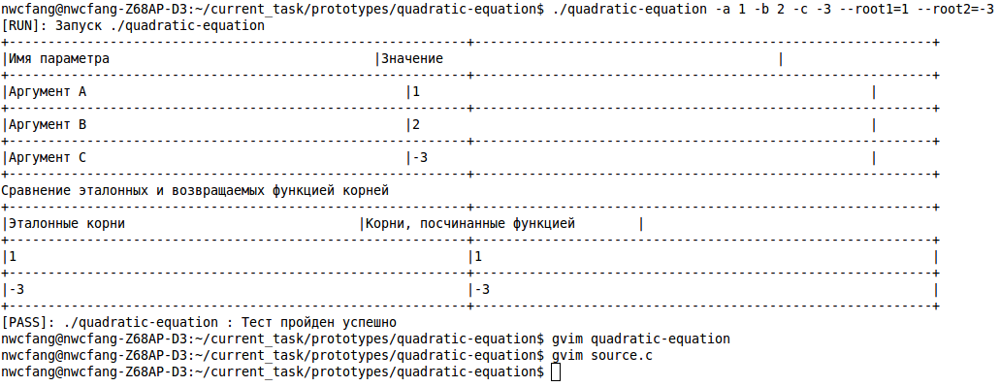 nwcfang@nwcfang-Z68AP-D3:~/current_task/prototypes/quadratic-equation$ ./quadratic-equation -a 1 -b 2 -c -3 --root1=1 --root2=-3
[RUN]: Запуск ./quadratic-equation
+-----------------------------------------------------------+-----------------------------------------------------------+
|Имя параметра                                  |Значение                                           |
+-----------------------------------------------------------+-----------------------------------------------------------+
|Аргумент A                                         |1                                                          |
+-----------------------------------------------------------+-----------------------------------------------------------+
|Аргумент B                                         |2                                                          |
+-----------------------------------------------------------+-----------------------------------------------------------+
|Аргумент C                                         |-3                                                         |
+-----------------------------------------------------------+-----------------------------------------------------------+
Сравнение эталонных и возвращаемых функцией корней
+-----------------------------------------------------------+-----------------------------------------------------------+
|Эталонные корни                              |Корни, посчинанные функцией        |
+-----------------------------------------------------------+-----------------------------------------------------------+
|1                                                          |1                                                          |
+-----------------------------------------------------------+-----------------------------------------------------------+
|-3                                                         |-3                                                         |
+-----------------------------------------------------------+-----------------------------------------------------------+
[PASS]: ./quadratic-equation : Тест пройден успешно
nwcfang@nwcfang-Z68AP-D3:~/current_task/prototypes/quadratic-equation$ gvim quadratic-equation
nwcfang@nwcfang-Z68AP-D3:~/current_task/prototypes/quadratic-equation$ gvim source.c
nwcfang@nwcfang-Z68AP-D3:~/current_task/prototypes/quadratic-equation$